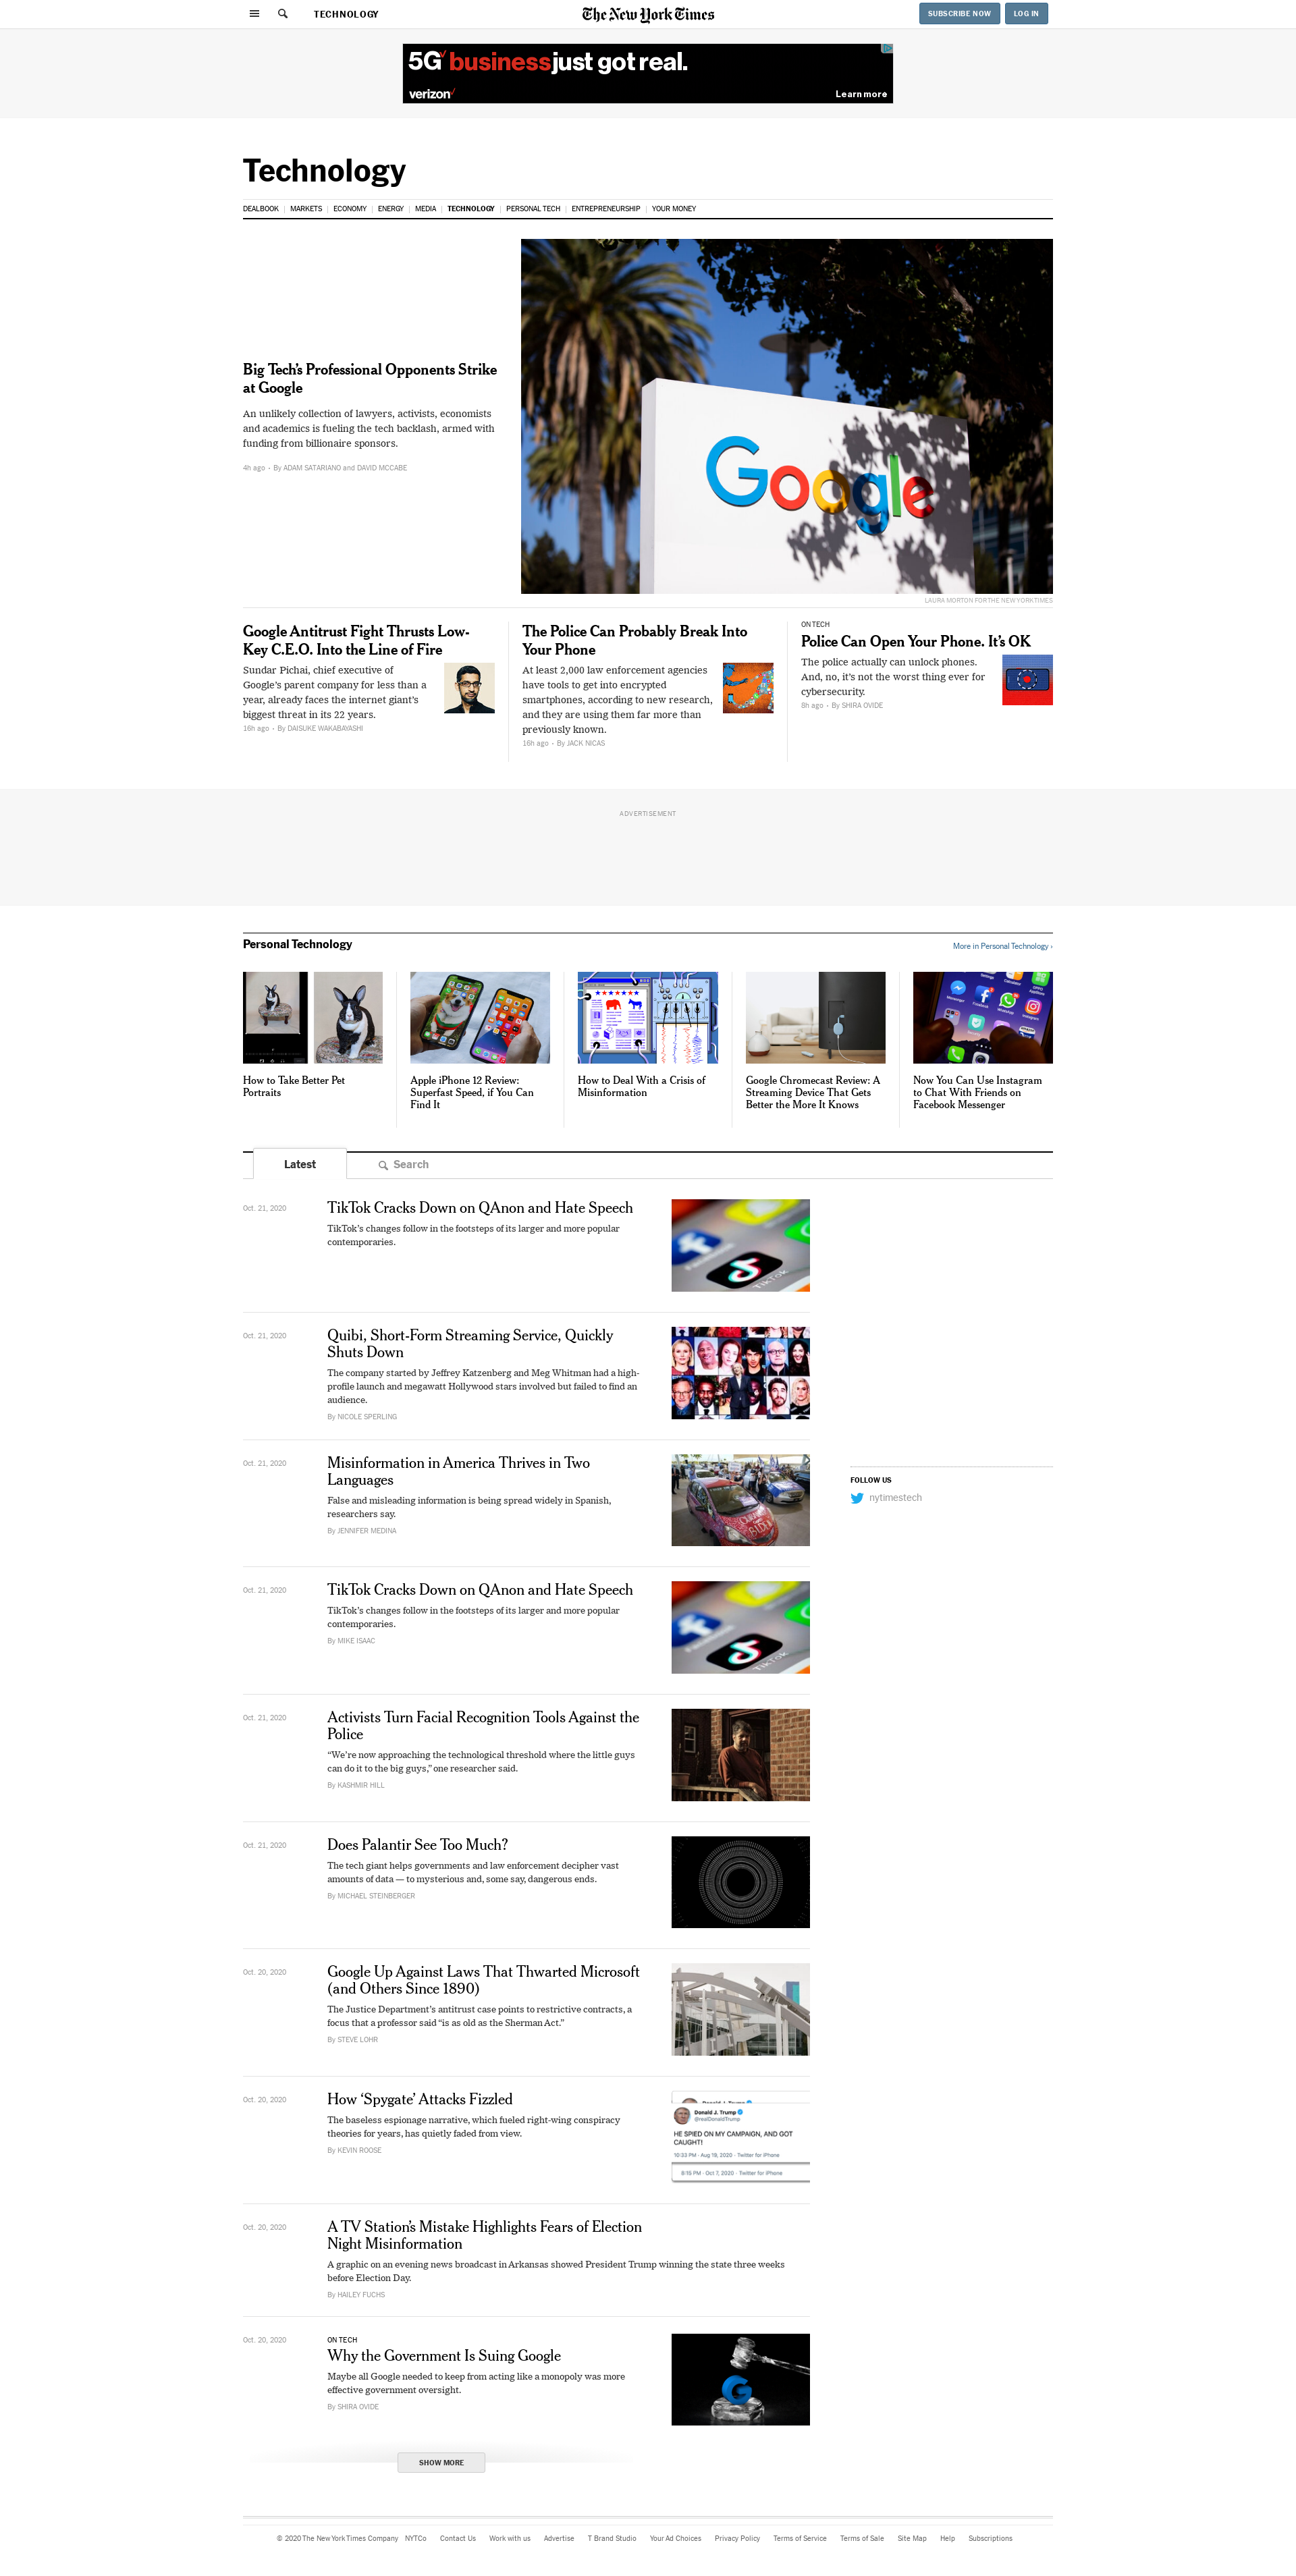 TECHNOLOGY
The New York Times
SUBSCRIBE NOW
LOG IN
5G business just got real.
verizon
Learn more
Technology
DEALBOOK
MARKETS
ECONOMY
ENERGY
MEDIA
TECHNOLOGY
PERSONAL TECH
ENTREPRENEURSHIP
YOUR MONEY
Big Tech’s Professional Opponents Strike
at Google
An unlikely collection of lawyers, activists, economists
and academics is fueling the tech backlash, armed with
funding from billionaire sponsors.
4h ago • By ADAM SATARIANO and DAVID MCCABE
Google
LAURA MORTON FOR THE NEW YORK TIMES
Google Antitrust Fight Thrusts Low-
Key C.E.O. Into the Line of Fire
Sundar Pichai, chief executive of
Google’s parent company for less than a
year, already faces the internet giant’s
biggest threat in its 22 years.
16h ago • By DAISUKE WAKABAYASHI
The Police Can Probably Break Into
Your Phone
At least 2,000 law enforcement agencies
have tools to get into encrypted
smartphones, according to new research,
and they are using them far more than
previously known.
16h ago • By JACK NICAS
ON TECH
Police Can Open Your Phone. It’s OK
The police actually can unlock phones.
And, no, it’s not the worst thing ever for
cybersecurity.
8h ago • By SHIRA OVIDE
ADVERTISEMENT
Personal Technology
More in Personal Technology ›
How to Take Better Pet
Portraits
Apple iPhone 12 Review:
Superfast Speed, if You Can
Find It
How to Deal With a Crisis of
Misinformation
Google Chromecast Review: A
Streaming Device That Gets
Better the More It Knows
Now You Can Use Instagram
to Chat With Friends on
Facebook Messenger
Latest
Search
Oct. 21, 2020
TikTok Cracks Down on QAnon and Hate Speech
TikTok’s changes follow in the footsteps of its larger and more popular
contemporaries.
Oct. 21, 2020
Quibi, Short-Form Streaming Service, Quickly
Shuts Down
The company started by Jeffrey Katzenberg and Meg Whitman had a high-
profile launch and megawatt Hollywood stars involved but failed to find an
audience.
By NICOLE SPERLING
Oct. 21, 2020
Misinformation in America Thrives in Two
Languages
False and misleading information is being spread widely in Spanish,
researchers say.
By JENNIFER MEDINA
FOLLOW US
nytimestech
Oct. 21, 2020
TikTok Cracks Down on QAnon and Hate Speech
TikTok’s changes follow in the footsteps of its larger and more popular
contemporaries.
By MIKE ISAAC
Oct. 21, 2020
Activists Turn Facial Recognition Tools Against the
Police
“We’re now approaching the technological threshold where the little guys
can do it to the big guys,” one researcher said.
By KASHMIR HILL
Oct. 21, 2020
Does Palantir See Too Much?
The tech giant helps governments and law enforcement decipher vast
amounts of data — to mysterious and, some say, dangerous ends.
By MICHAEL STEINBERGER
Oct. 20, 2020
Google Up Against Laws That Thwarted Microsoft
(and Others Since 1890)
The Justice Department’s antitrust case points to restrictive contracts, a
focus that a professor said “is as old as the Sherman Act.”
By STEVE LOHR
Oct. 20, 2020
How ‘Spygate’ Attacks Fizzled
The baseless espionage narrative, which fueled right-wing conspiracy
theories for years, has quietly faded from view.
By KEVIN ROOSE
Donald J. Trump
@realDonaldTrump
HE SPIED ON MY CAMPAIGN, AND GOT
CAUGHT!
10:33 PM · Aug 19, 2020 · Twitter for iPhone
8:15 PM · Oct 7, 2020 · Twitter for iPhone
Oct. 20, 2020
A TV Station’s Mistake Highlights Fears of Election
Night Misinformation
A graphic on an evening news broadcast in Arkansas showed President Trump winning the state three weeks
before Election Day.
By HAILEY FUCHS
Oct. 20, 2020
ON TECH
Why the Government Is Suing Google
Maybe all Google needed to keep from acting like a monopoly was more
effective government oversight.
By SHIRA OVIDE
SHOW MORE
© 2020 The New York Times Company
NYTCo
Contact Us
Work with us
Advertise
T Brand Studio
Your Ad Choices
Privacy Policy
Terms of Service
Terms of Sale
Site Map
Help
Subscriptions